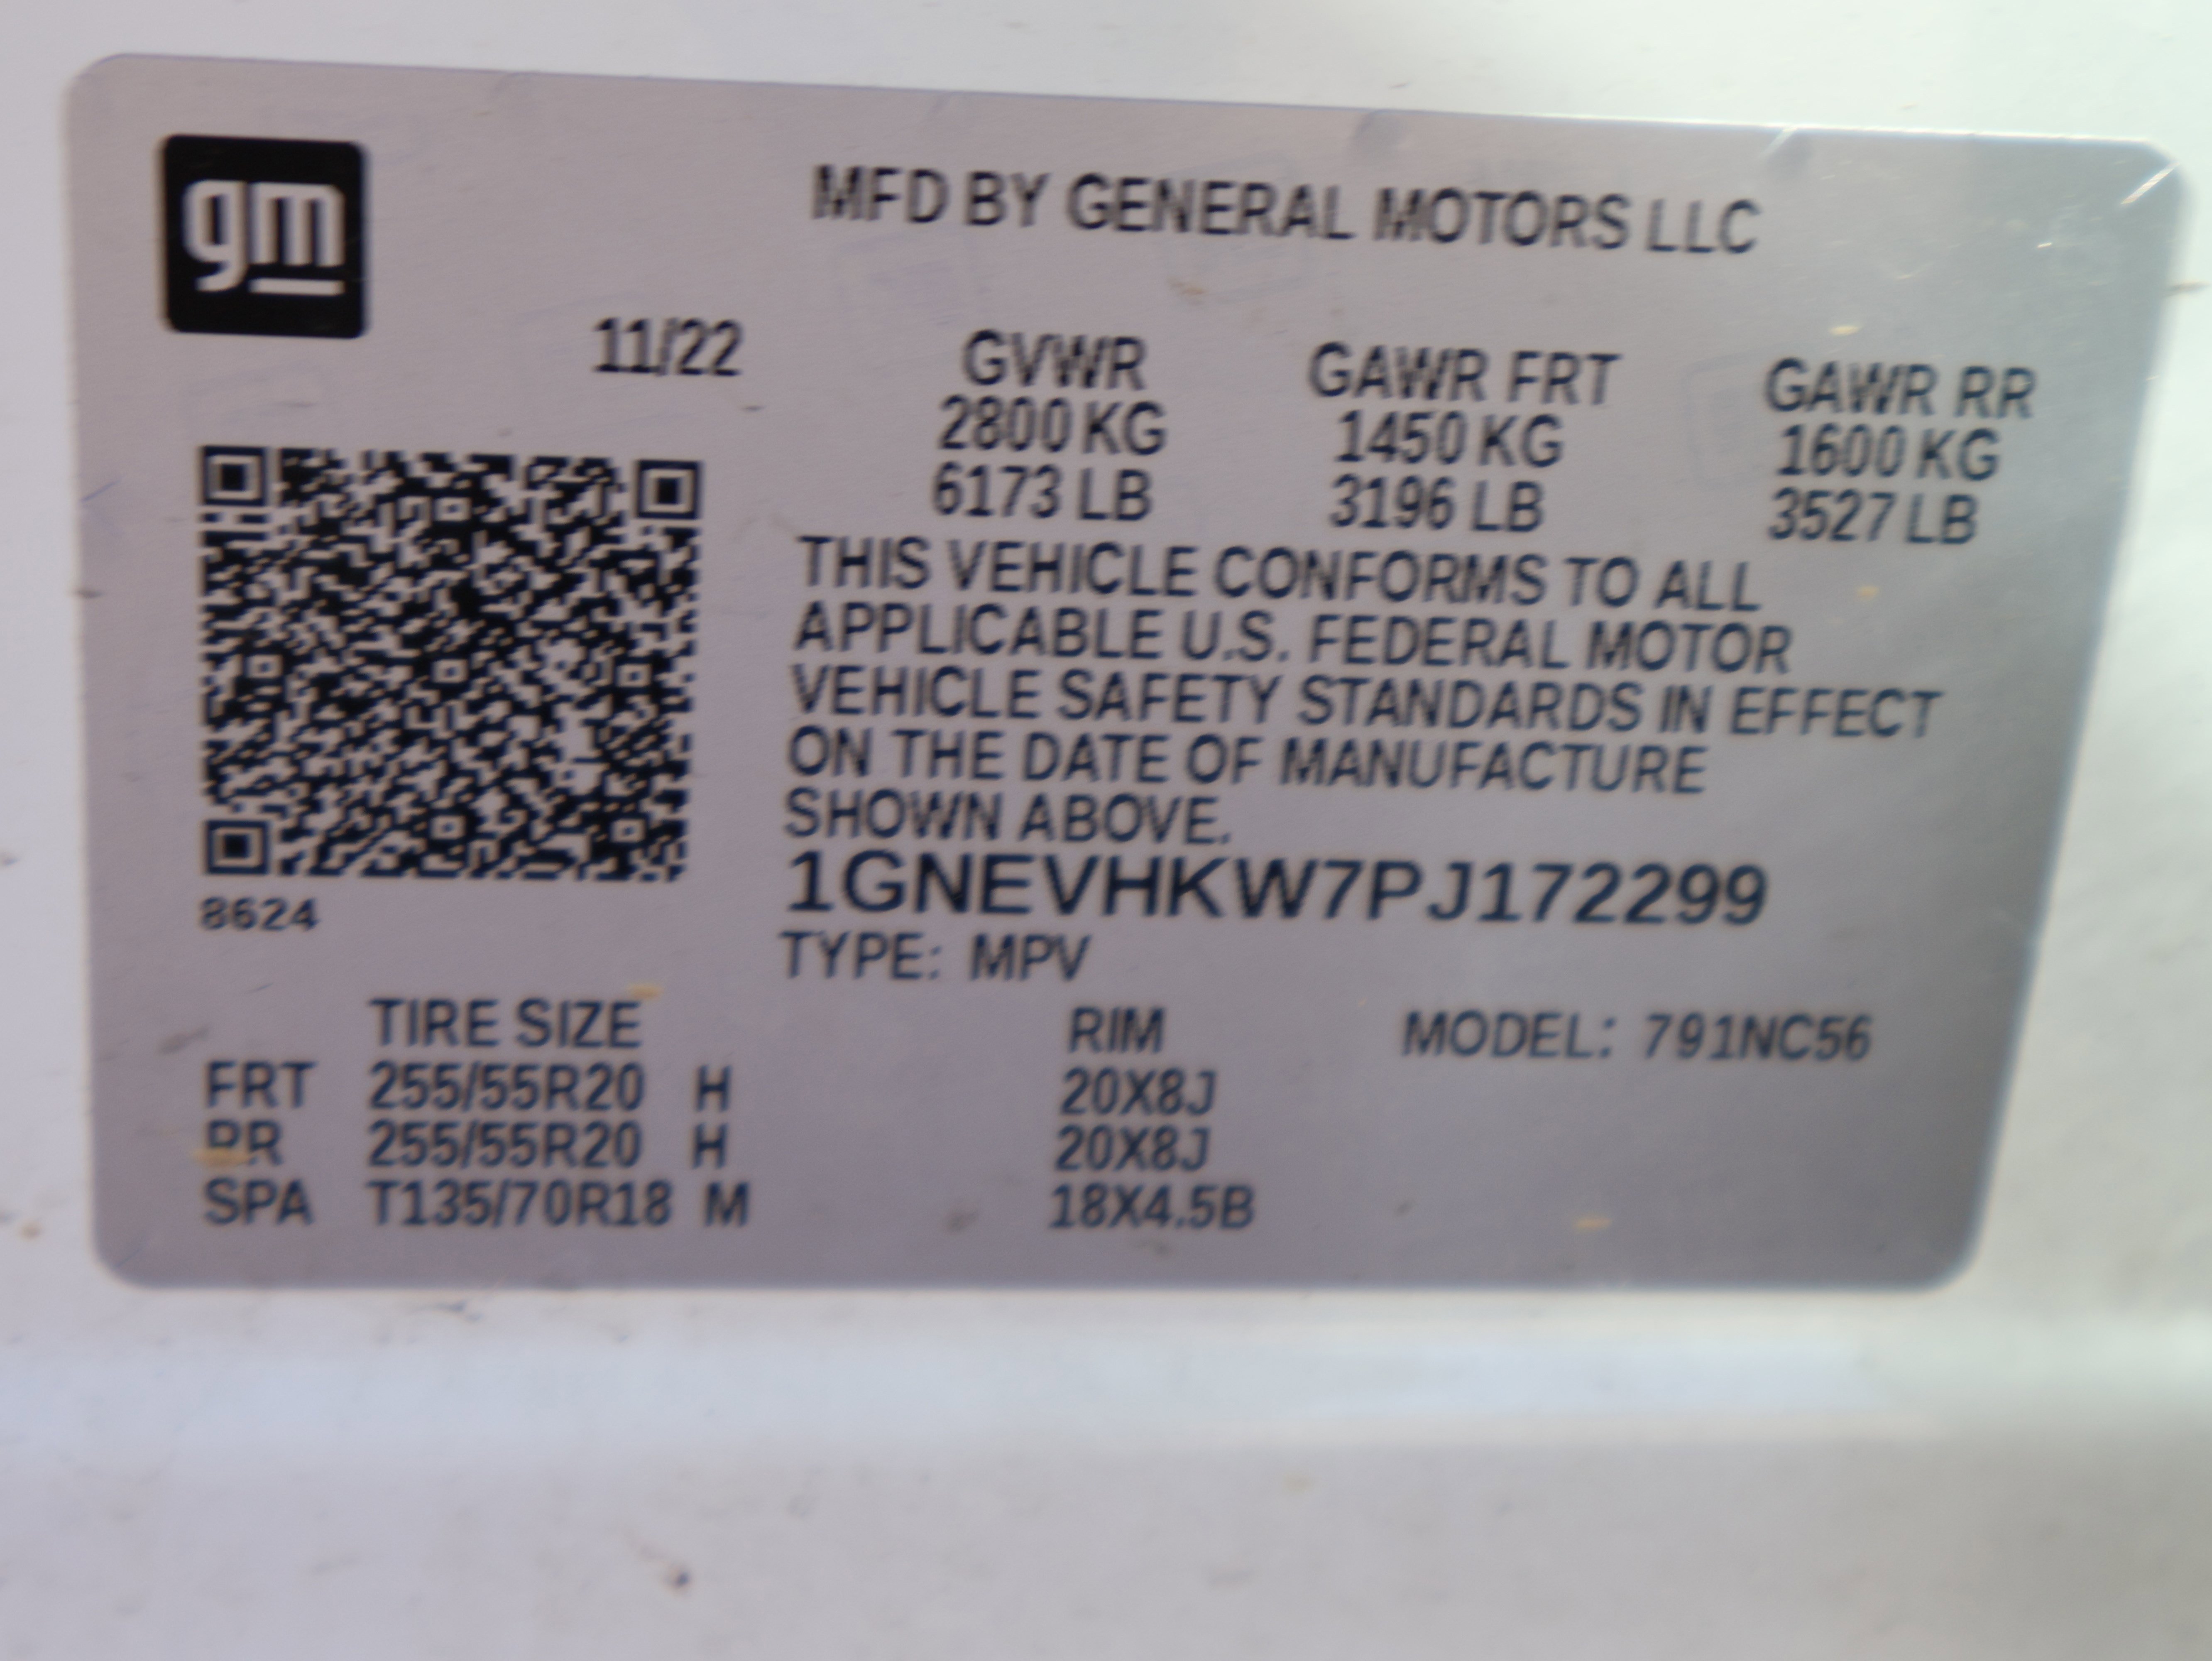 gm
MFD BY GENERAL MOTORS LLC
11/22 GVWR GAWR FRT GAWR RR
2800 KG 1450 KG 1600 KG
6173 LB 3196 LB 3527 LB
THIS VEHICLE CONFORMS TO ALL
APPLICABLE U.S. FEDERAL MOTOR
VEHICLE SAFETY STANDARDS IN EFFECT
ON THE DATE OF MANUFACTURE
SHOWN ABOVE.
1GNEVHKW7PJ172299
8624
TYPE: MPV
TIRE SIZE RIM MODEL: 791NC56
FRT 255/55R20 H 20X8J
RR 255/55R20 H 20X8J
SPA T135/70R18 M 18X4.5B